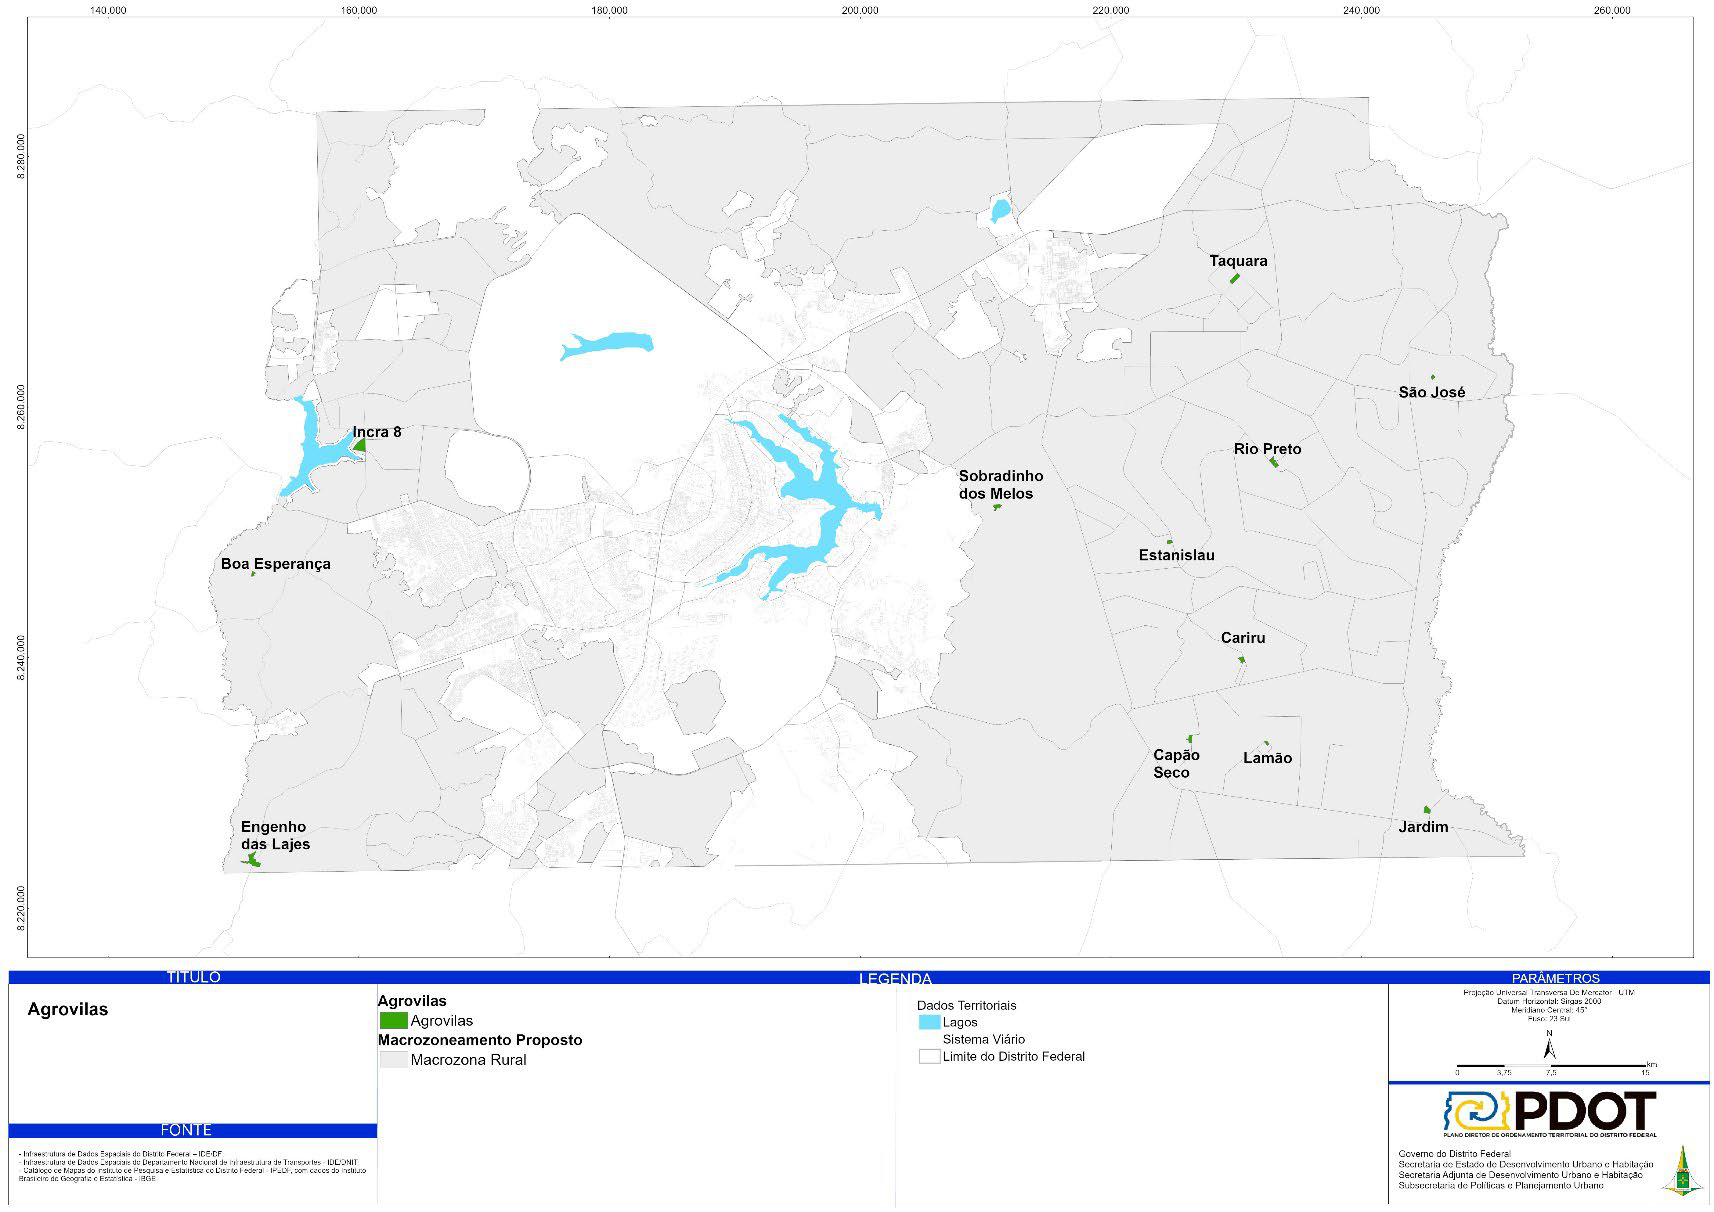 140.000 160.000 180.000 200.000 220.000 240.000 260.000
8.280.000
8.260.000
8.240.000
8.220.000
Taquara
São José
Incra 8
Rio Preto
Sobradinho
dos Melos
Estanislau
Boa Esperança
Cariru
Capão
Seco
Lamão
Engenho
das Lajes
Jardim
TÍTULO
Agrovilas
FONTE
- Infraestrutura de Dados Espaciais do Distrito Federal – IDE/DF
- Infraestrutura de Dados Espaciais do Departamento Nacional de Infraestrutura de Transportes - IDE/DNIT
- Catálogo de Mapas do Instituto de Pesquisa e Estatística do Distrito Federal - IPEDF, com dados do Instituto
Brasileiro de Geografia e Estatística - IBGE
LEGENDA
Agrovilas
Agrovilas
Macrozoneamento Proposto
Macrozona Rural
Dados Territoriais
Lagos
Sistema Viário
Limite do Distrito Federal
PARÂMETROS
Projeção Universal Transversa De Mercator - UTM
Datum Horizontal: Sirgas 2000
Meridiano Central: 45°
Fuso: 23 Sul
N
km
0 3,75 7,5 15
PDOT
PLANO DIRETOR DE ORDENAMENTO TERRITORIAL DO DISTRITO FEDERAL
Governo do Distrito Federal
Secretaria de Estado de Desenvolvimento Urbano e Habitação
Secretaria Adjunta de Desenvolvimento Urbano e Habitação
Subsecretaria de Políticas e Planejamento Urbano